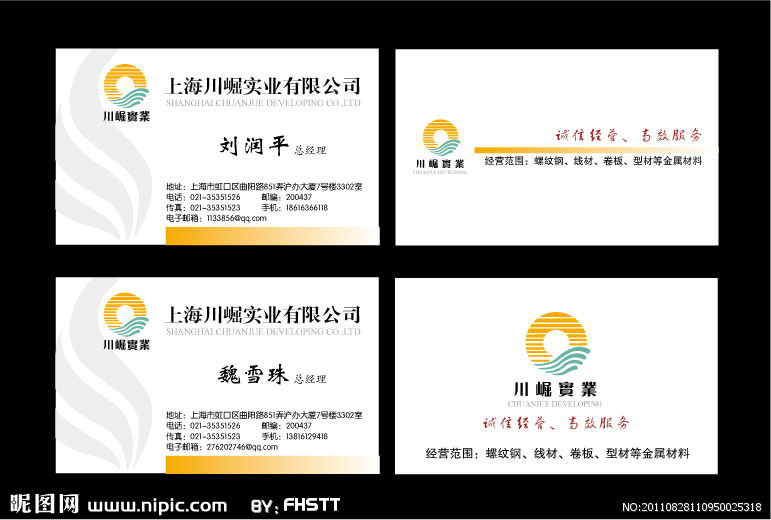 川崛實業
上海川崛实业有限公司
SHANGHAI CHUANJUE DEVELOPING CO.,LTD
刘润平 总经理
地址：上海市虹口区曲阳路851弄沪办大厦7号楼3302室
电话：021-35351526 邮编：200437
传真：021-35351523 手机：18616366118
电子邮箱：1133856@qq.com
川崛實業
CHUANJUE DEVELOPING
诚信经营、高效服务
经营范围：螺纹钢、线材、卷板、型材等金属材料
川崛實業
上海川崛实业有限公司
SHANGHAI CHUANJUE DEVELOPING CO.,LTD
魏雪珠 总经理
地址：上海市虹口区曲阳路851弄沪办大厦7号楼3302室
电话：021-35351526 邮编：200437
传真：021-35351523 手机：13816129418
电子邮箱：276202746@qq.com
川崛實業
CHUANJUE DEVELOPING
诚信经营、高效服务
经营范围：螺纹钢、线材、卷板、型材等金属材料
昵图网 www.nipic.com BY: FHSTT
NO:20110828110950025318